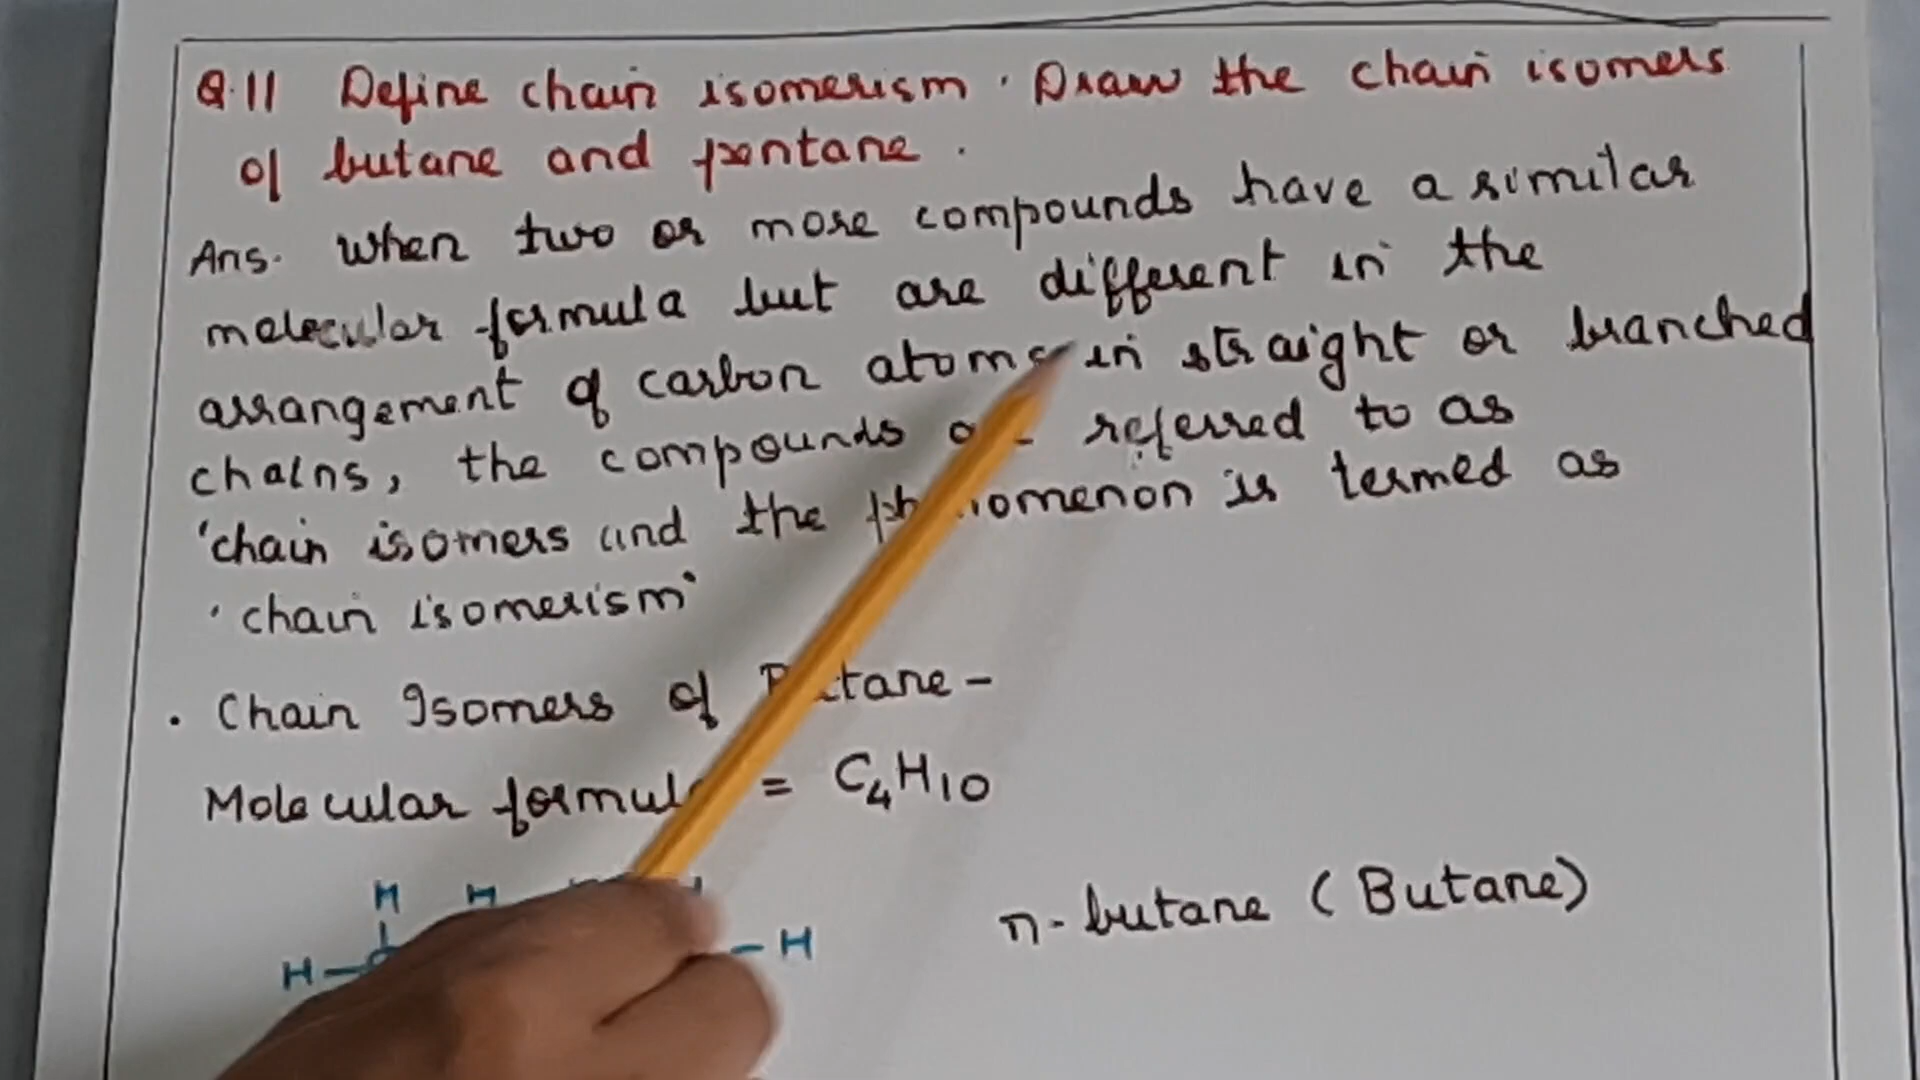 Q.11 Define chain isomerism. Draw the chain isomers
of butane and pentane.
Ans. When two or more compounds have a similar
molecular formula but are different in the
arrangement of carbon atoms in straight or branched
chains, the compounds referred to as
'chain isomers and the phenomenon is termed as
'chain isomerism'
. Chain Isomers of Butane-
Molecular formula = C₄H₁₀
H H
H- -H
n-butane (Butane)